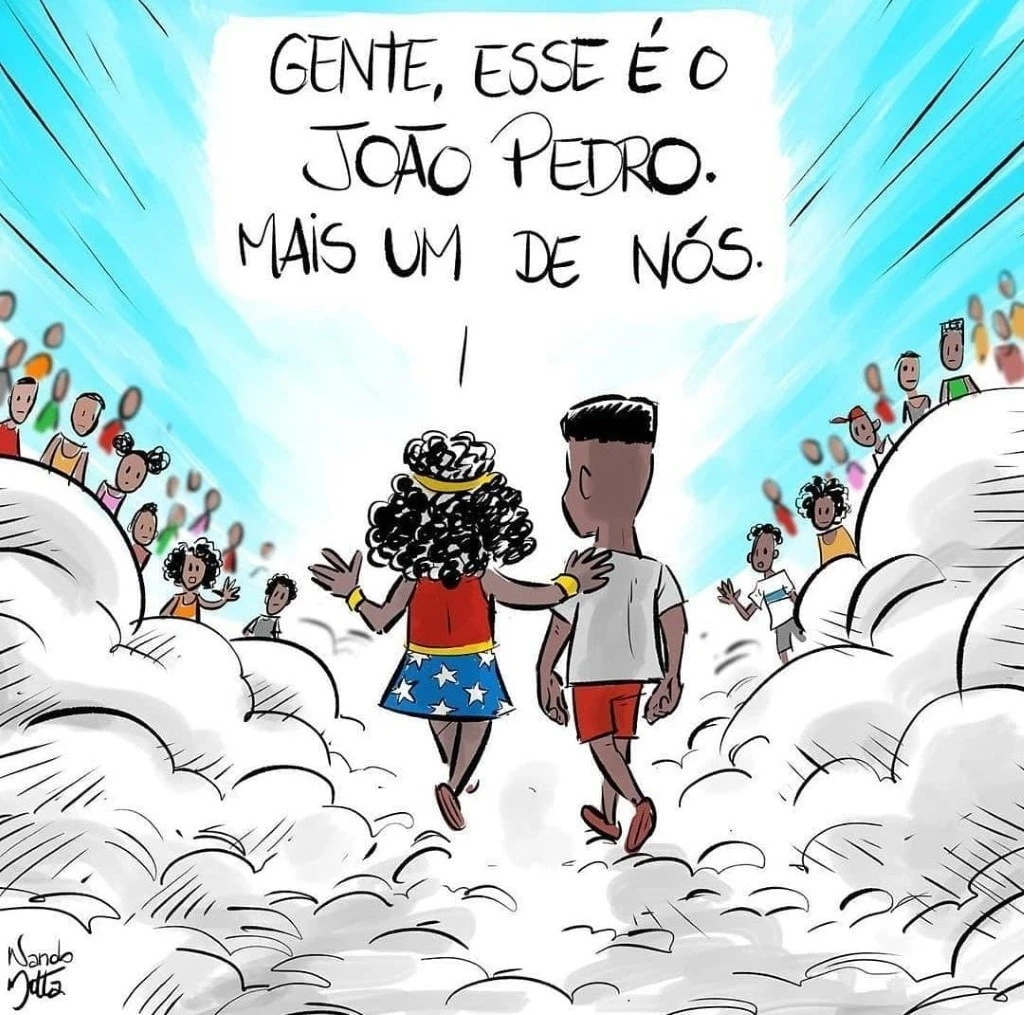 GENTE, ESSE É O
JOÃO PEDRO.
MAIS UM DE NÓS.
Nando
Motta